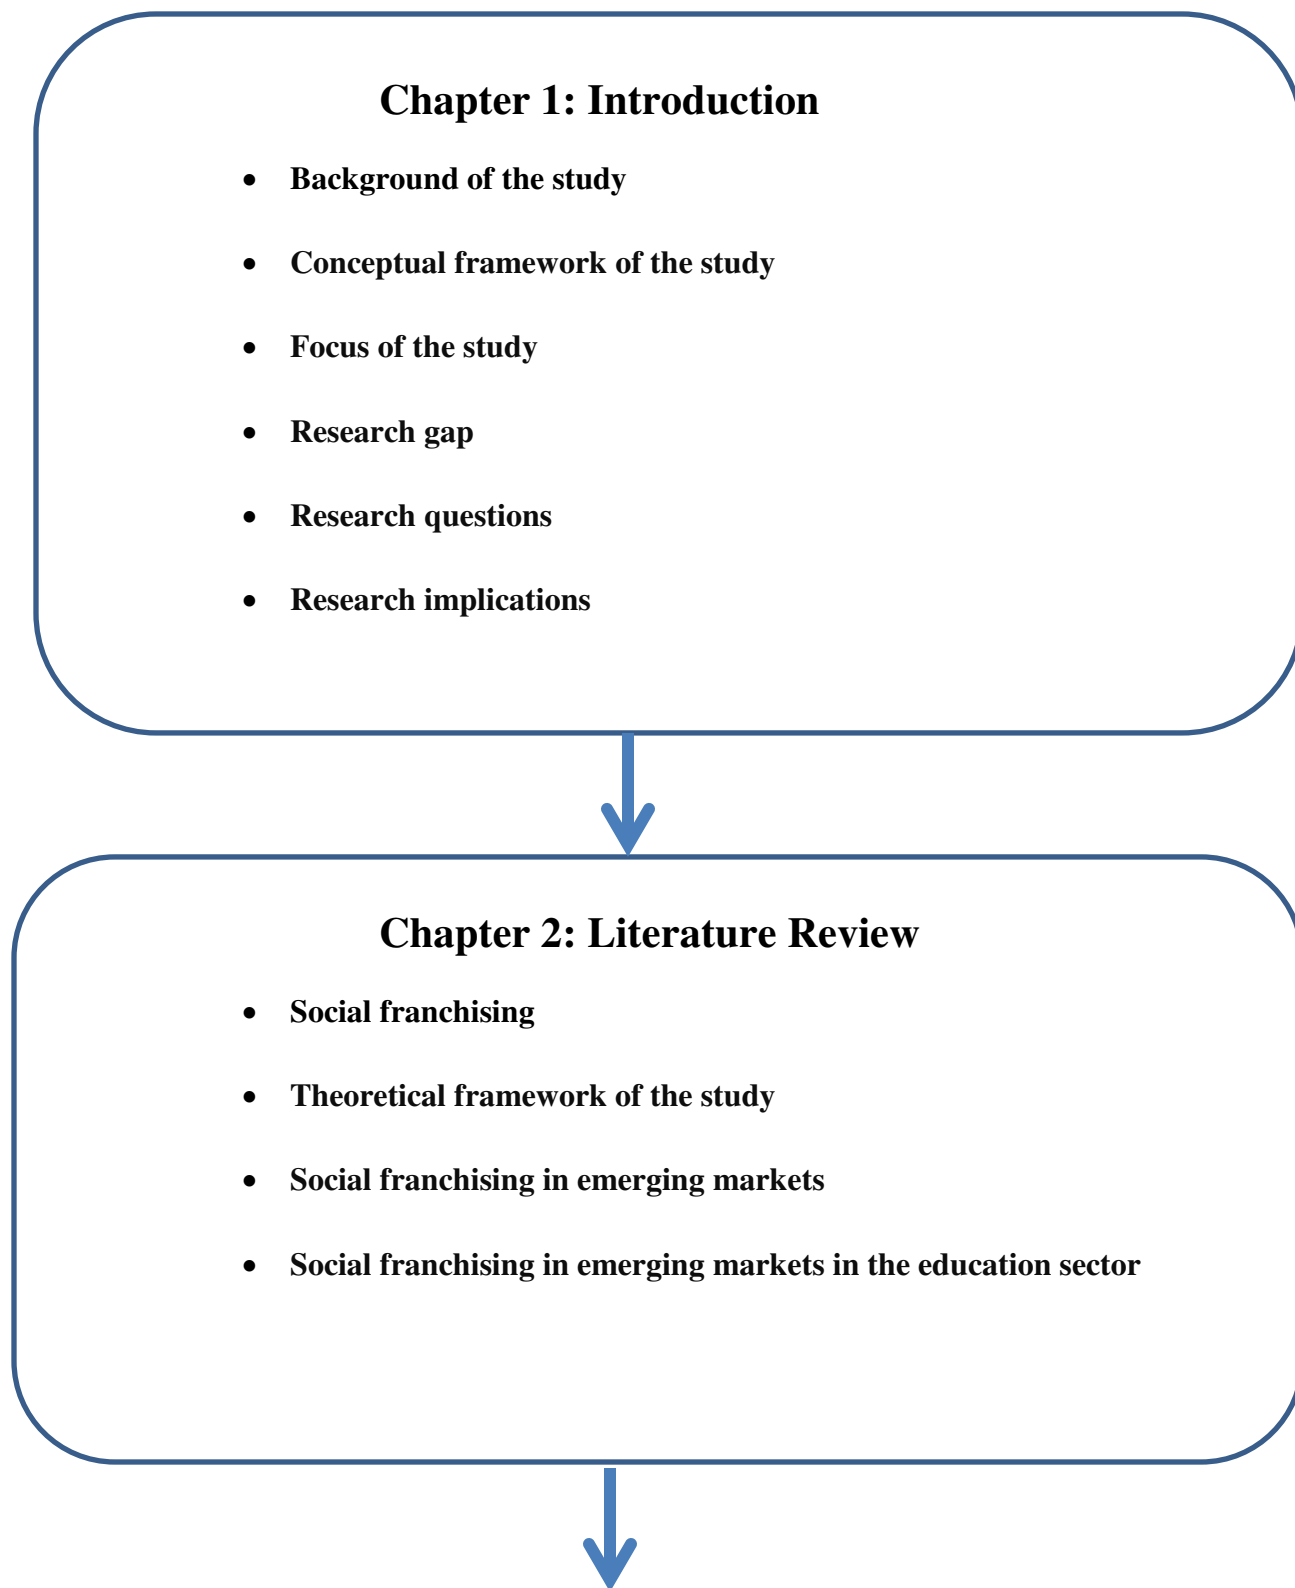 Chapter 1: Introduction
• Background of the study
• Conceptual framework of the study
• Focus of the study
• Research gap
• Research questions
• Research implications
Chapter 2: Literature Review
• Social franchising
• Theoretical framework of the study
• Social franchising in emerging markets
• Social franchising in emerging markets in the education sector